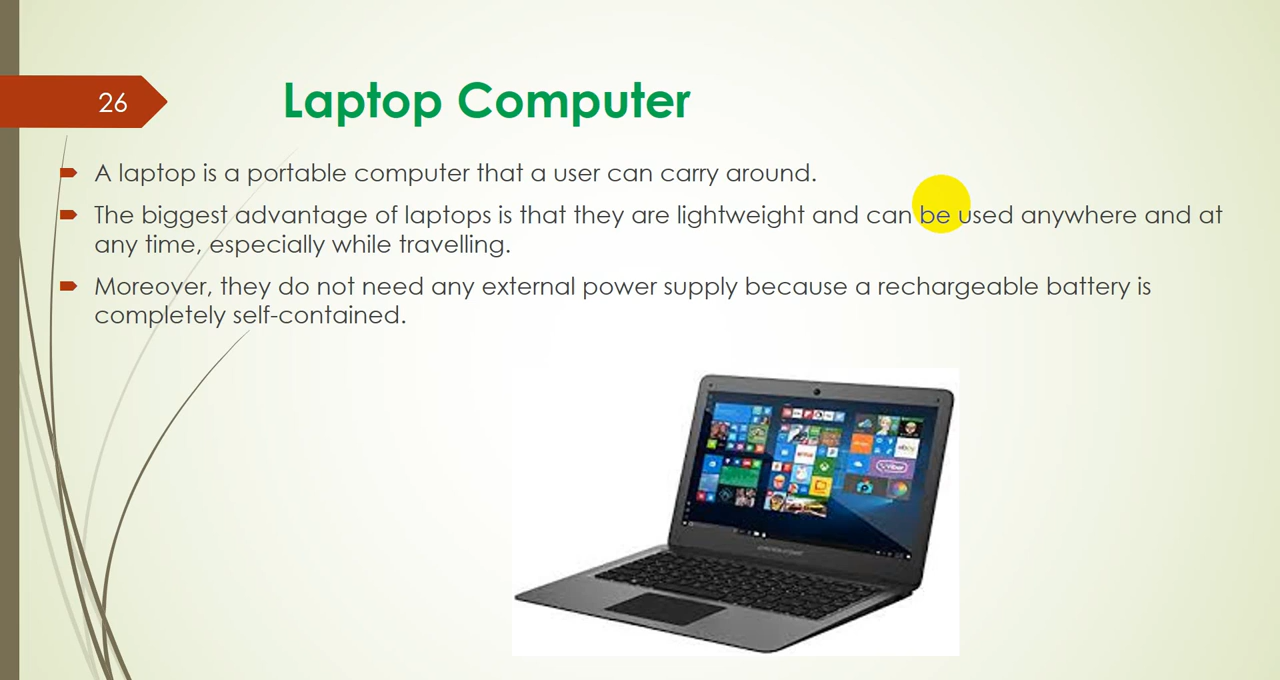 26
Laptop Computer
A laptop is a portable computer that a user can carry around.
The biggest advantage of laptops is that they are lightweight and can be used anywhere and at
any time, especially while travelling.
Moreover, they do not need any external power supply because a rechargeable battery is
completely self-contained.
ebay
Viber